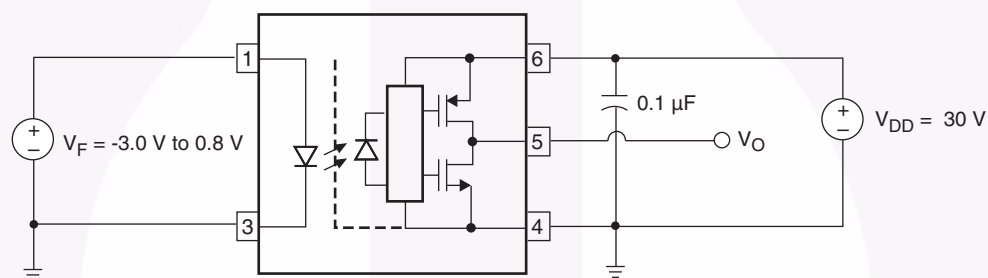 1
6
+
–
V_F = -3.0 V to 0.8 V
0.1 µF
+
–
V_DD = 30 V
5
V_O
3
4